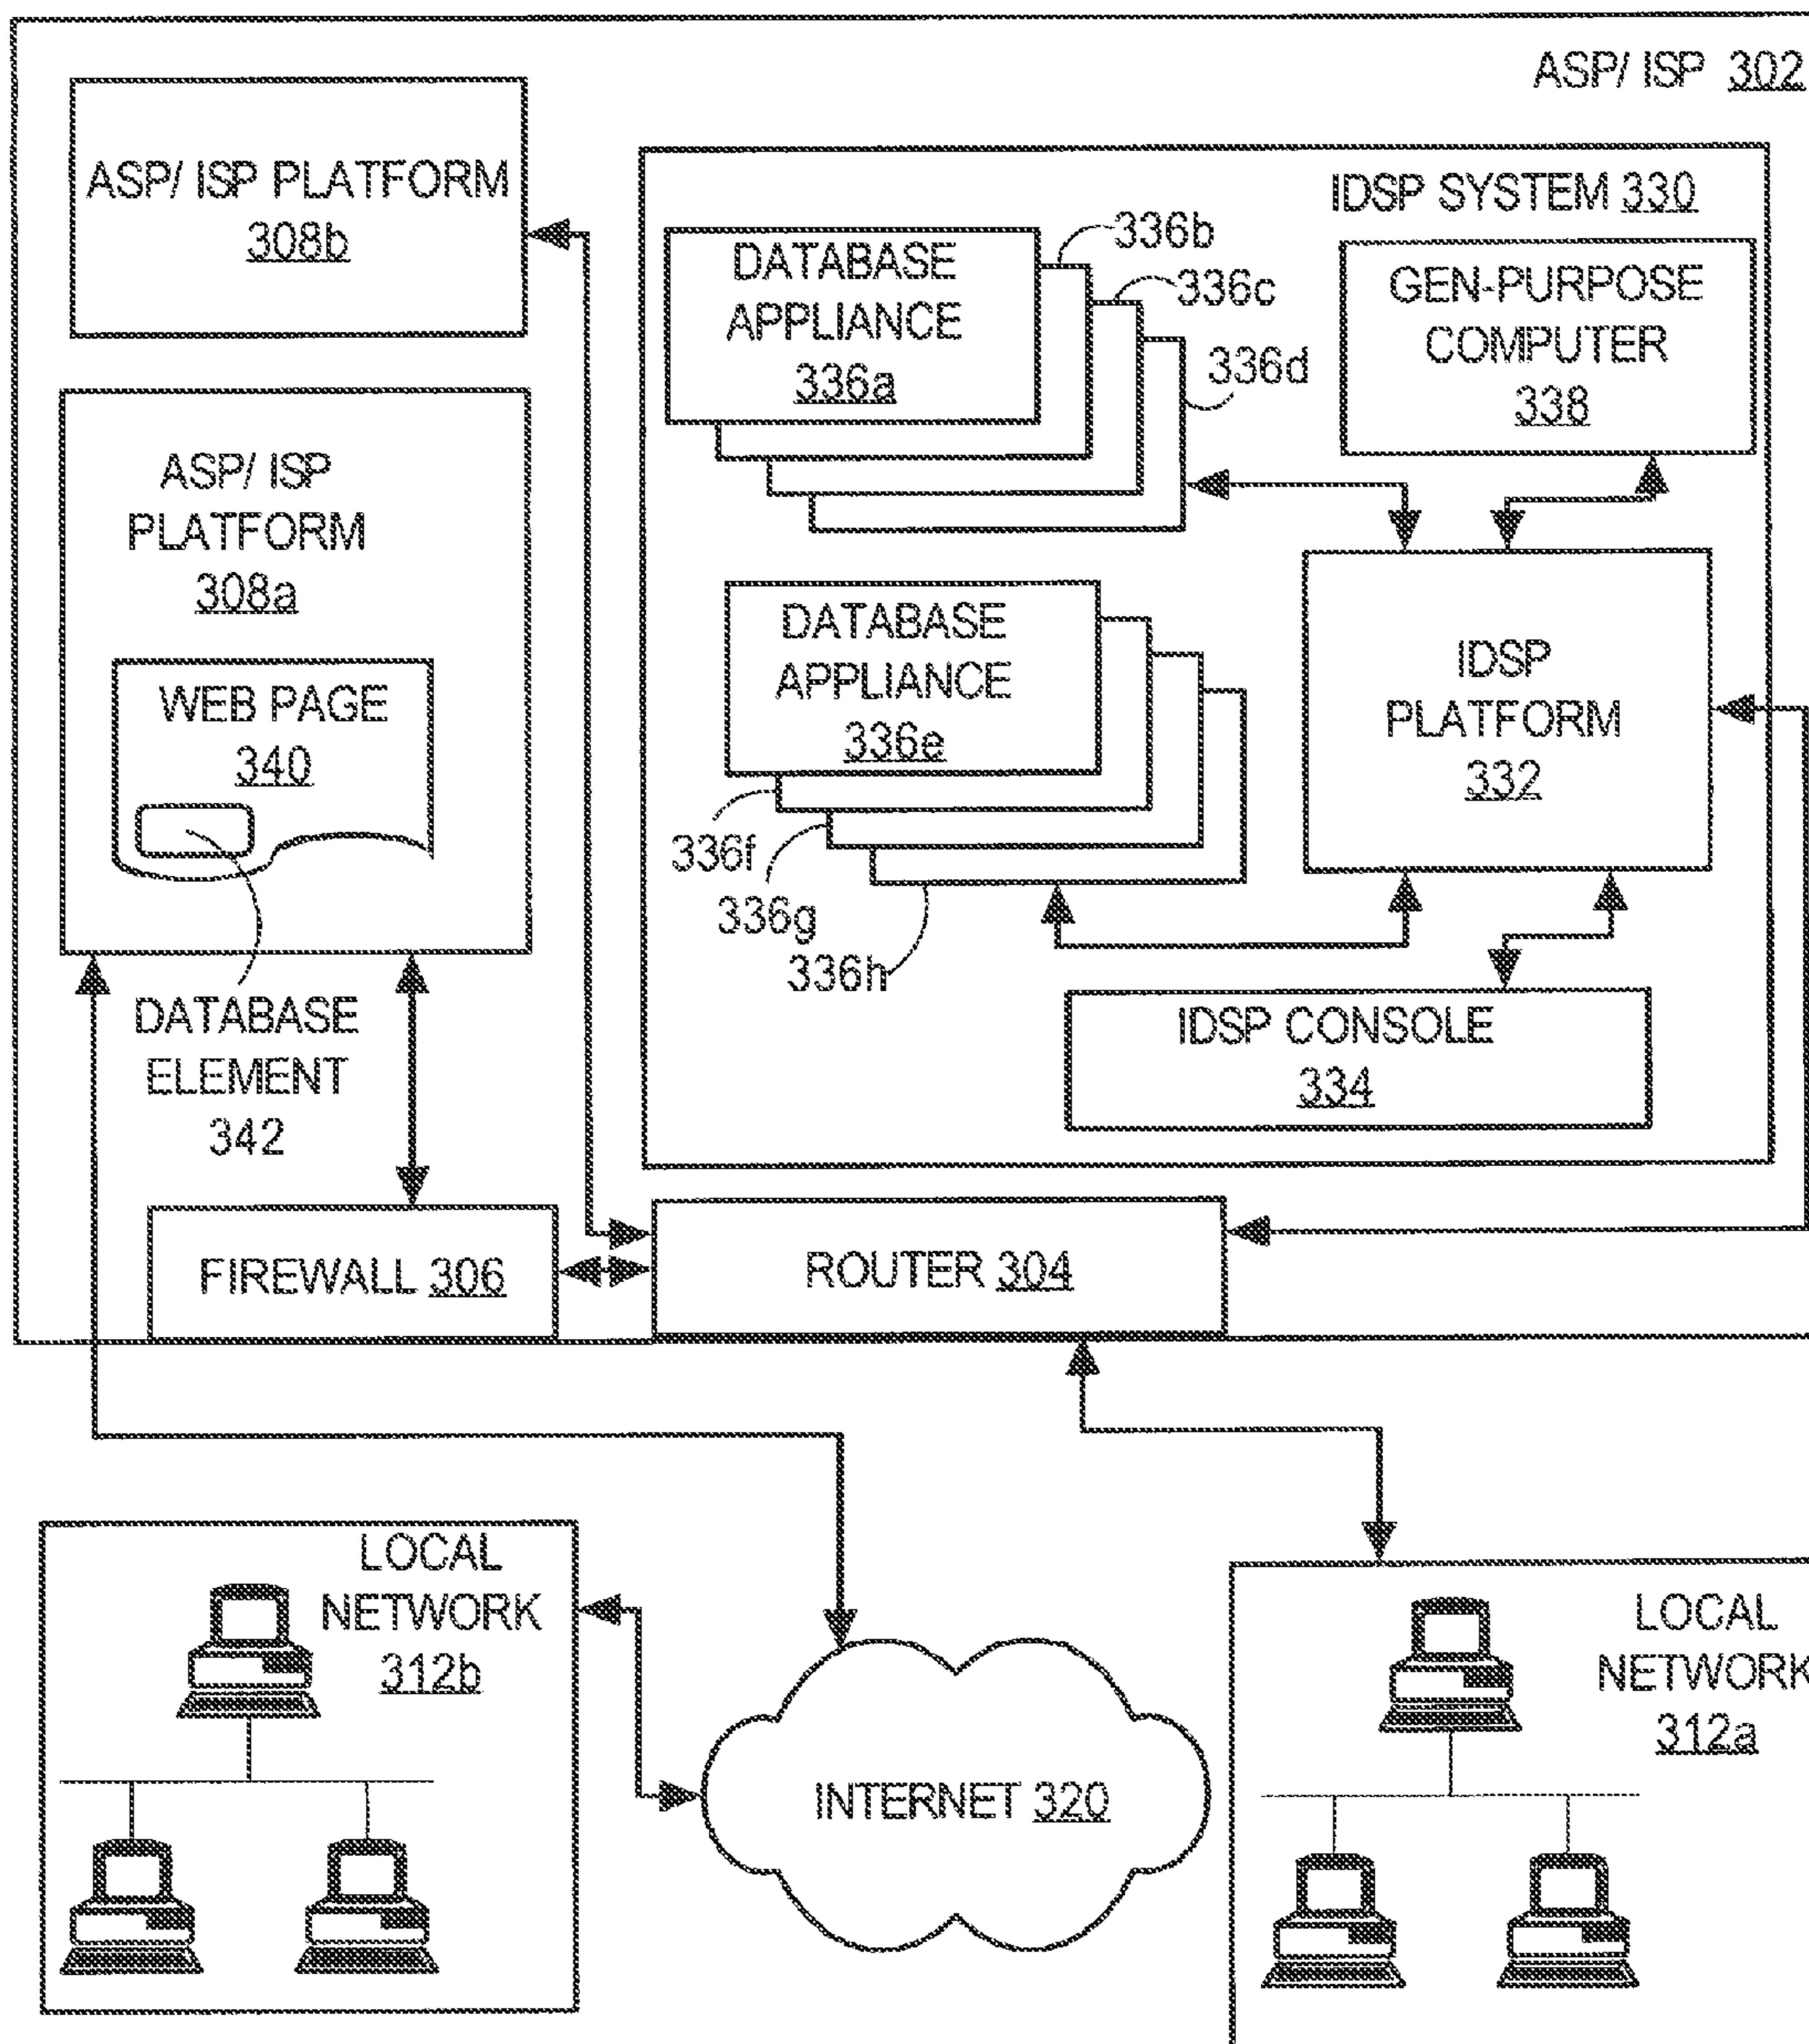 ASP/ ISP 302
ASP/ ISP PLATFORM
308b
IDSP SYSTEM 330
DATABASE
APPLIANCE
336a
336b
336c
336d
GEN-PURPOSE
COMPUTER
338
ASP/ ISP
PLATFORM
308a
WEB PAGE
340
DATABASE
APPLIANCE
336e
336f
336g
336h
IDSP
PLATFORM
332
DATABASE
ELEMENT
342
IDSP CONSOLE
334
FIREWALL 306
ROUTER 304
LOCAL
NETWORK
312b
INTERNET 320
LOCAL
NETWORK
312a